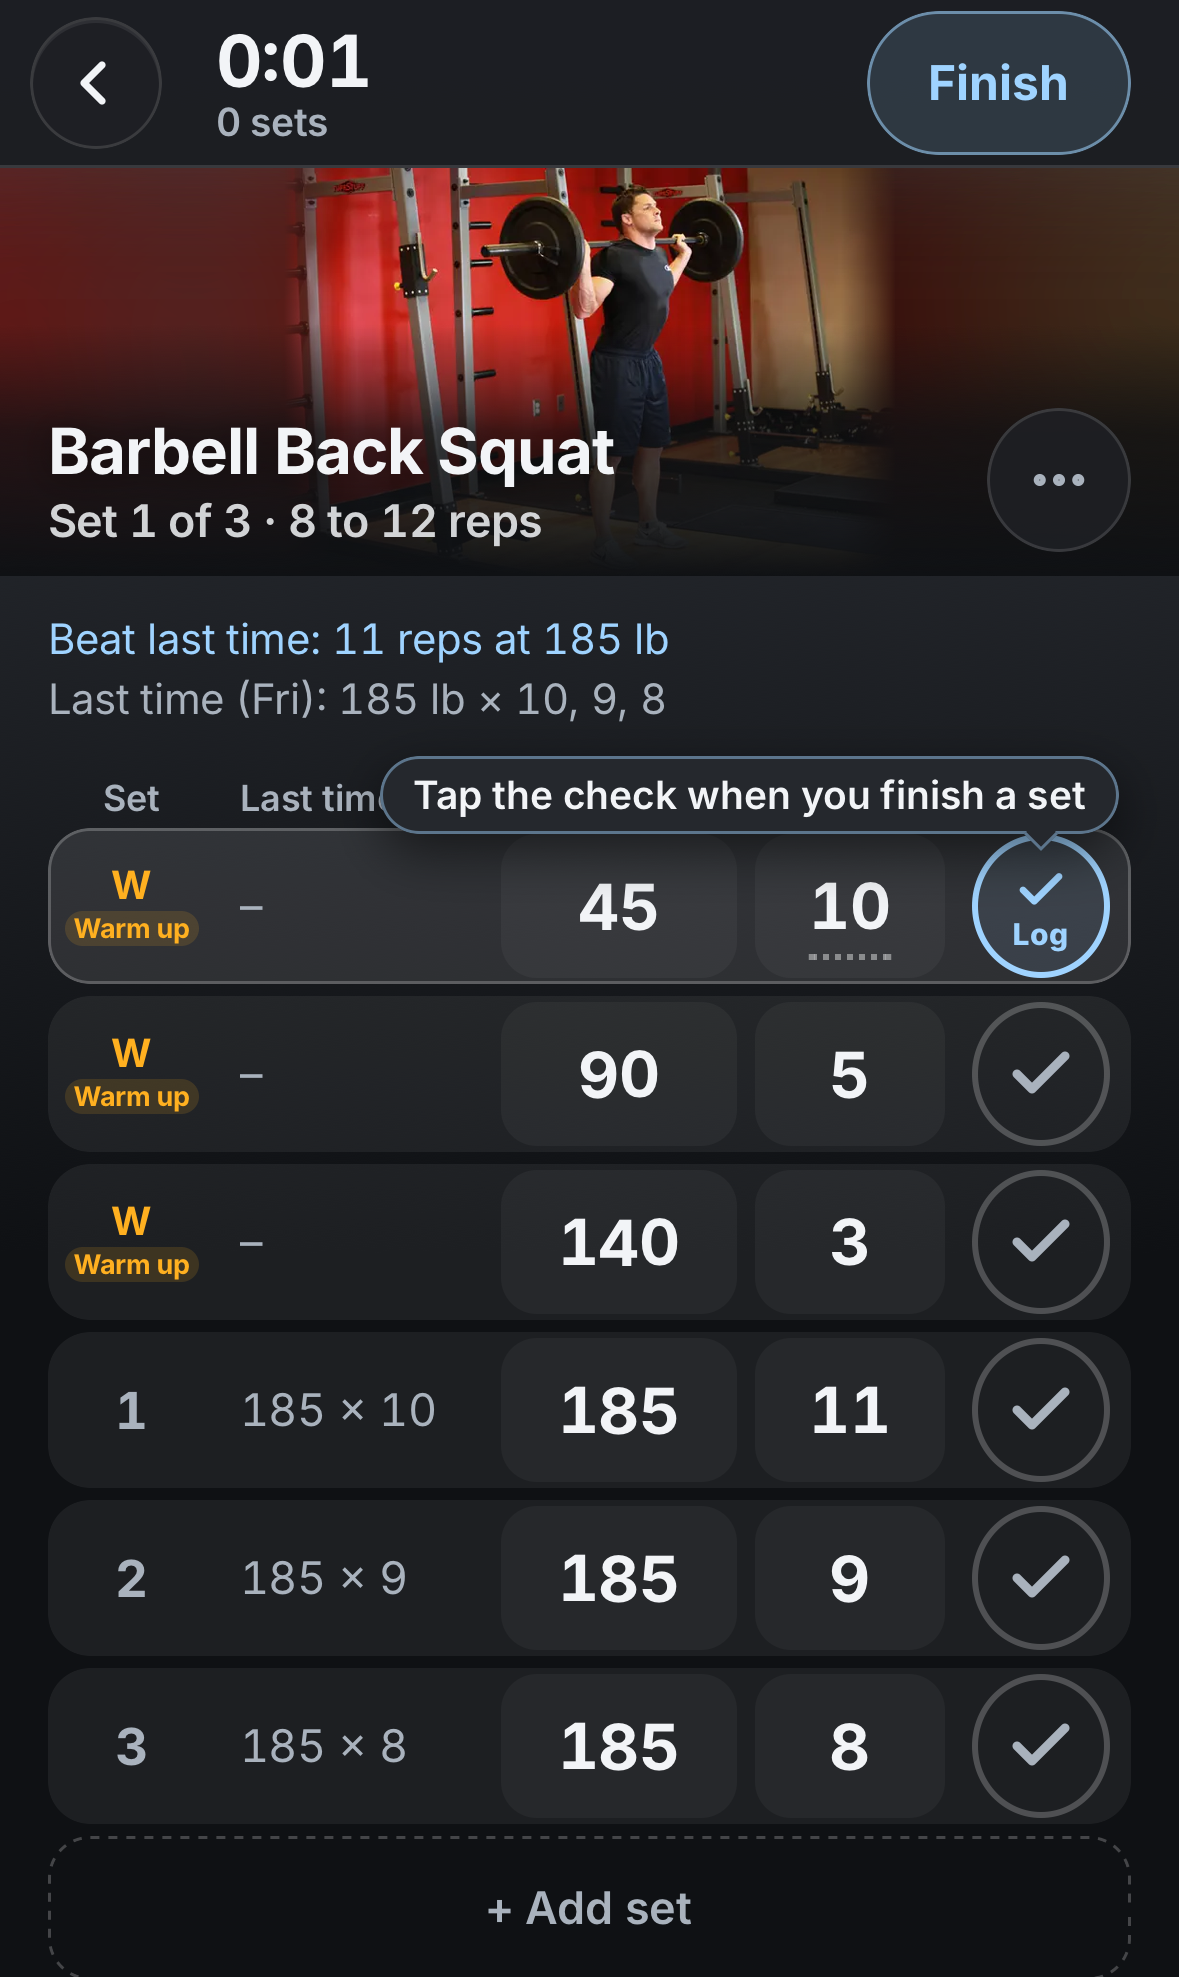 0:01
0 sets
Finish
Barbell Back Squat
Set 1 of 3 · 8 to 12 reps
Beat last time: 11 reps at 185 lb
Last time (Fri): 185 lb × 10, 9, 8
Set Last time
Tap the check when you finish a set
W
Warm up
– 45 10
Log
W
Warm up
– 90 5
W
Warm up
– 140 3
1 185 × 10 185 11
2 185 × 9 185 9
3 185 × 8 185 8
+ Add set